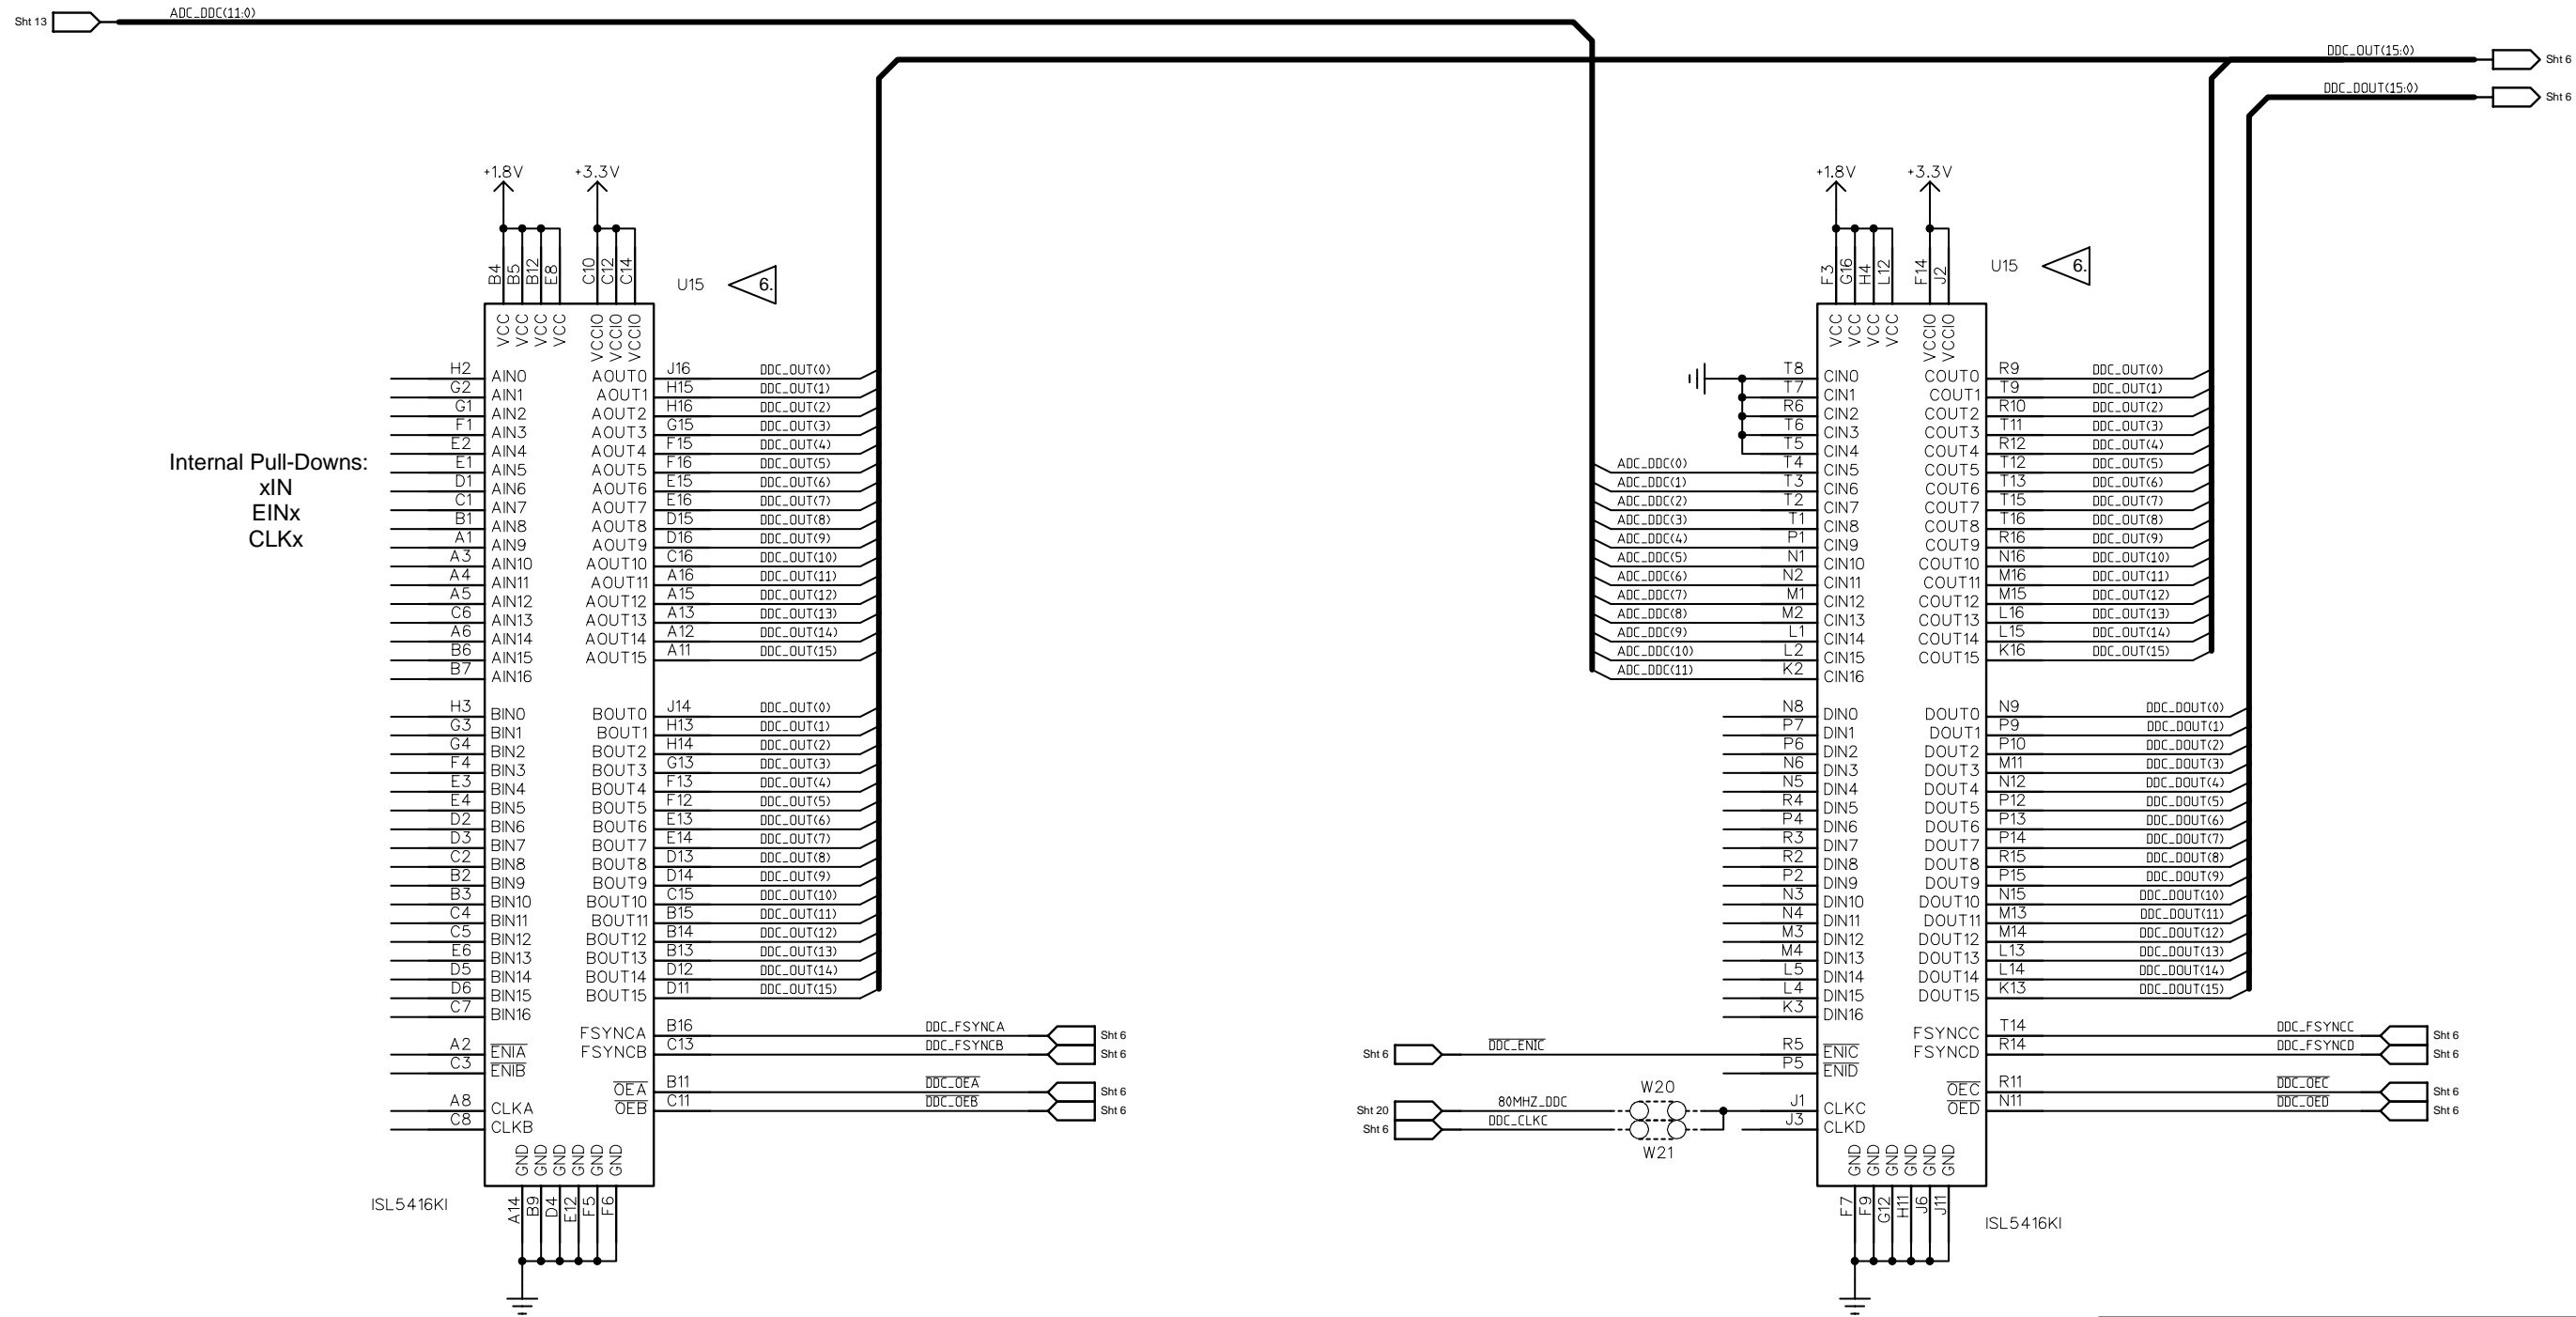 Sht 13 ADC_DDC(11:0)
DDC_OUT(15:0) Sht 6
DDC_DOUT(15:0) Sht 6
+1.8V +3.3V
B4 B5 B12 E8 C10 C12 C14
U15 6.
VCC VCC VCC VCC VCCIO VCCIO VCCIO
H2 AIN0 AOUT0 J16 DDC_OUT(0)
G2 AIN1 AOUT1 H15 DDC_OUT(1)
G1 AIN2 AOUT2 H16 DDC_OUT(2)
F1 AIN3 AOUT3 G15 DDC_OUT(3)
E2 AIN4 AOUT4 F15 DDC_OUT(4)
E1 AIN5 AOUT5 F16 DDC_OUT(5)
D1 AIN6 AOUT6 E15 DDC_OUT(6)
C1 AIN7 AOUT7 E16 DDC_OUT(7)
B1 AIN8 AOUT8 D15 DDC_OUT(8)
A1 AIN9 AOUT9 D16 DDC_OUT(9)
A3 AIN10 AOUT10 C16 DDC_OUT(10)
A4 AIN11 AOUT11 A16 DDC_OUT(11)
A5 AIN12 AOUT12 A15 DDC_OUT(12)
C6 AIN13 AOUT13 A13 DDC_OUT(13)
A6 AIN14 AOUT14 A12 DDC_OUT(14)
B6 AIN15 AOUT15 A11 DDC_OUT(15)
B7 AIN16
Internal Pull-Downs:
xIN
EINx
CLKx
H3 BIN0 BOUT0 J14 DDC_OUT(0)
G3 BIN1 BOUT1 H13 DDC_OUT(1)
G4 BIN2 BOUT2 H14 DDC_OUT(2)
F4 BIN3 BOUT3 G13 DDC_OUT(3)
E3 BIN4 BOUT4 F13 DDC_OUT(4)
E4 BIN5 BOUT5 F12 DDC_OUT(5)
D2 BIN6 BOUT6 E13 DDC_OUT(6)
D3 BIN7 BOUT7 E14 DDC_OUT(7)
C2 BIN8 BOUT8 D13 DDC_OUT(8)
B2 BIN9 BOUT9 D14 DDC_OUT(9)
B3 BIN10 BOUT10 C15 DDC_OUT(10)
C4 BIN11 BOUT11 B15 DDC_OUT(11)
C5 BIN12 BOUT12 B14 DDC_OUT(12)
E6 BIN13 BOUT13 B13 DDC_OUT(13)
D5 BIN14 BOUT14 D12 DDC_OUT(14)
D6 BIN15 BOUT15 D11 DDC_OUT(15)
C7 BIN16
FSYNCA B16 DDC_FSYNCA Sht 6
A2 ENIA FSYNCB C13 DDC_FSYNCB Sht 6
C3 ENIB
OEA B11 DDC_OEA Sht 6
A8 CLKA OEB C11 DDC_OEB Sht 6
C8 CLKB
GND GND GND GND GND GND
A14 B9 D4 E12 F5 F6
ISL5416KI
+1.8V +3.3V
F3 G16 H4 L12 F14 J2
U15 6.
VCC VCC VCC VCC VCCIO VCCIO
T8 CIN0 COUT0 R9 DDC_OUT(0)
T7 CIN1 COUT1 T9 DDC_OUT(1)
R6 CIN2 COUT2 R10 DDC_OUT(2)
T6 CIN3 COUT3 T11 DDC_OUT(3)
T5 CIN4 COUT4 R12 DDC_OUT(4)
ADC_DDC(0) T4 CIN5 COUT5 T12 DDC_OUT(5)
ADC_DDC(1) T3 CIN6 COUT6 T13 DDC_OUT(6)
ADC_DDC(2) T2 CIN7 COUT7 T15 DDC_OUT(7)
ADC_DDC(3) T1 CIN8 COUT8 T16 DDC_OUT(8)
ADC_DDC(4) P1 CIN9 COUT9 R16 DDC_OUT(9)
ADC_DDC(5) N1 CIN10 COUT10 N16 DDC_OUT(10)
ADC_DDC(6) N2 CIN11 COUT11 M16 DDC_OUT(11)
ADC_DDC(7) M1 CIN12 COUT12 M15 DDC_OUT(12)
ADC_DDC(8) M2 CIN13 COUT13 L16 DDC_OUT(13)
ADC_DDC(9) L1 CIN14 COUT14 L15 DDC_OUT(14)
ADC_DDC(10) L2 CIN15 COUT15 K16 DDC_OUT(15)
ADC_DDC(11) K2 CIN16
N8 DIN0 DOUT0 N9 DDC_DOUT(0)
P7 DIN1 DOUT1 P9 DDC_DOUT(1)
P6 DIN2 DOUT2 P10 DDC_DOUT(2)
N6 DIN3 DOUT3 M11 DDC_DOUT(3)
N5 DIN4 DOUT4 N12 DDC_DOUT(4)
R4 DIN5 DOUT5 P12 DDC_DOUT(5)
P4 DIN6 DOUT6 P13 DDC_DOUT(6)
R3 DIN7 DOUT7 P14 DDC_DOUT(7)
R2 DIN8 DOUT8 R15 DDC_DOUT(8)
P2 DIN9 DOUT9 P15 DDC_DOUT(9)
N3 DIN10 DOUT10 N15 DDC_DOUT(10)
N4 DIN11 DOUT11 M13 DDC_DOUT(11)
M3 DIN12 DOUT12 M14 DDC_DOUT(12)
M4 DIN13 DOUT13 L13 DDC_DOUT(13)
L5 DIN14 DOUT14 L14 DDC_DOUT(14)
L4 DIN15 DOUT15 K13 DDC_DOUT(15)
K3 DIN16
FSYNCC T14 DDC_FSYNCC Sht 6
Sht 6 DDC_ENIC R5 ENIC FSYNCD R14 DDC_FSYNCD Sht 6
P5 ENID
W20 OEC R11 DDC_OEC Sht 6
Sht 20 80MHZ_DDC J1 CLKC OED N11 DDC_OED Sht 6
Sht 6 DDC_CLKC J3 CLKD
W21
GND GND GND GND GND GND
F7 F9 G12 H11 J6 J11
ISL5416KI